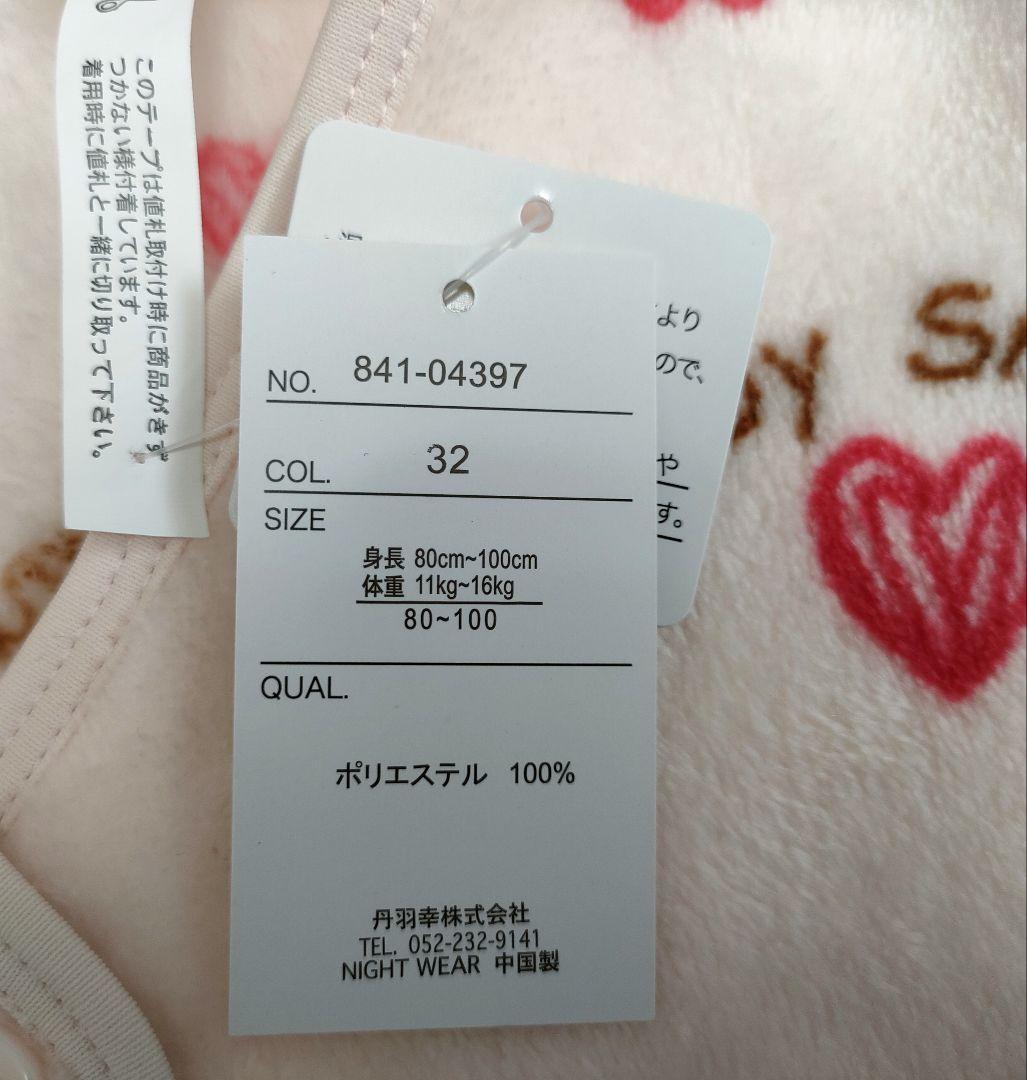 このテープは値札取付け時に商品がきず
つかない様付着しています。
着用時に値札と一緒に切り取って下さい。
より
ので、
や
す。
NO. 841-04397
COL. 32
SIZE
身長 80cm~100cm
体重 11kg~16kg
80~100
QUAL.
ポリエステル 100%
丹羽幸株式会社
TEL. 052-232-9141
NIGHT WEAR 中国製